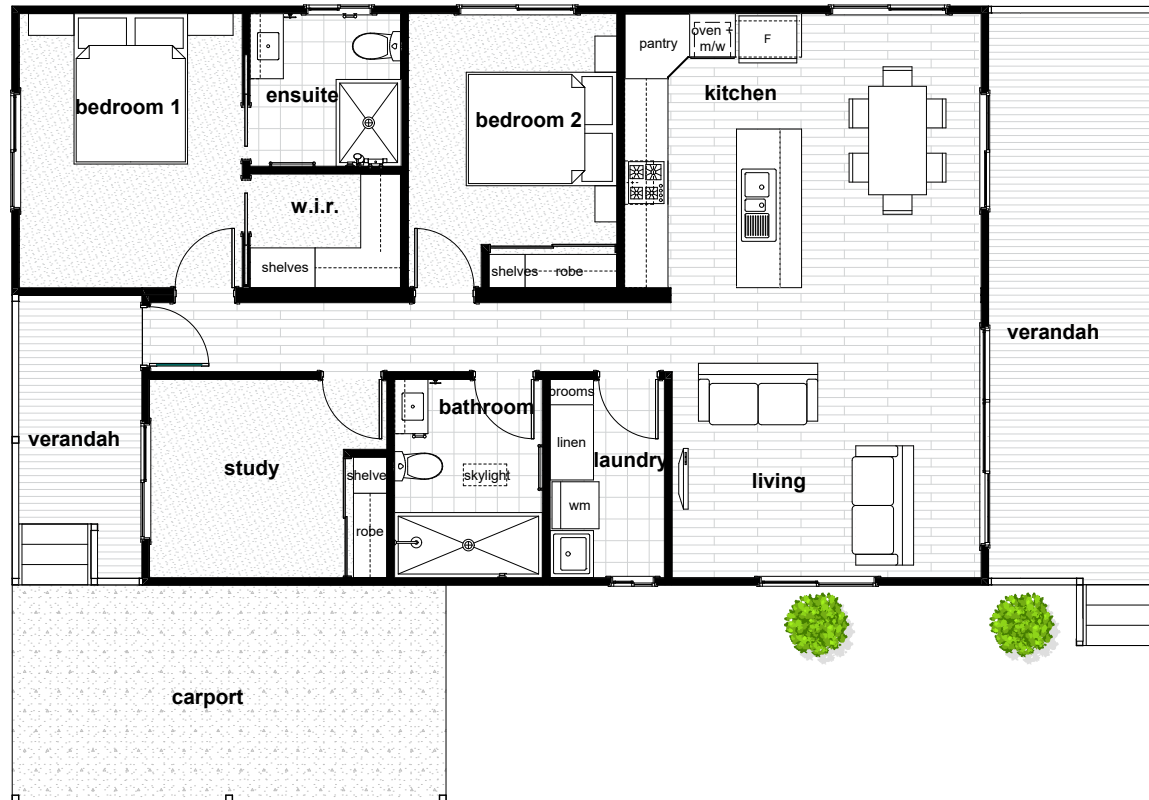 pantry
oven +
m/w
F
kitchen
ensuite
bedroom 1
bedroom 2
w.i.r.
shelves
shelves
robe
verandah
brooms
bathroom
verandah
linen
laundry
study
shelve
skylight
living
wm
robe
carport